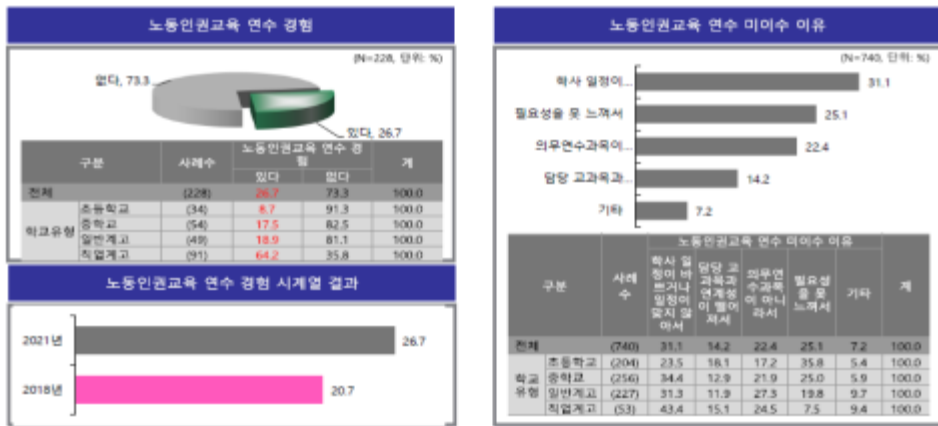 노동인권교육 연수 경험
(N=228, 단위: %)
없다, 73.3
있다, 26.7
구분 사례수 노동인권교육 연수 경험 계
있다 없다
전체 (228) 26.7 73.3 100.0
학교유형 초등학교 (34) 8.7 91.3 100.0
중학교 (54) 17.5 82.5 100.0
일반계고 (49) 18.9 81.1 100.0
직업계고 (91) 64.2 35.8 100.0
노동인권교육 연수 경험 시계열 결과
2021년 26.7
2018년 20.7
노동인권교육 연수 미이수 이유
(N=740, 단위: %)
학사 일정이... 31.1
필요성을 못 느껴서 25.1
의무연수과목이... 22.4
담당 교과목과... 14.2
기타 7.2
노동인권교육 연수 미이수 이유
구분 사례수 학사 일정이 바쁘거나 일정이 맞지 않아서 담당 교과목과 연계성이 떨어져서 의무연수과목이 아니라서 필요성을 못 느껴서 기타 계
전체 (740) 31.1 14.2 22.4 25.1 7.2 100.0
학교유형 초등학교 (204) 23.5 18.1 17.2 35.8 5.4 100.0
중학교 (256) 34.4 12.9 21.9 25.0 5.9 100.0
일반계고 (227) 31.3 11.9 27.3 19.8 9.7 100.0
직업계고 (53) 43.4 15.1 24.5 7.5 9.4 100.0